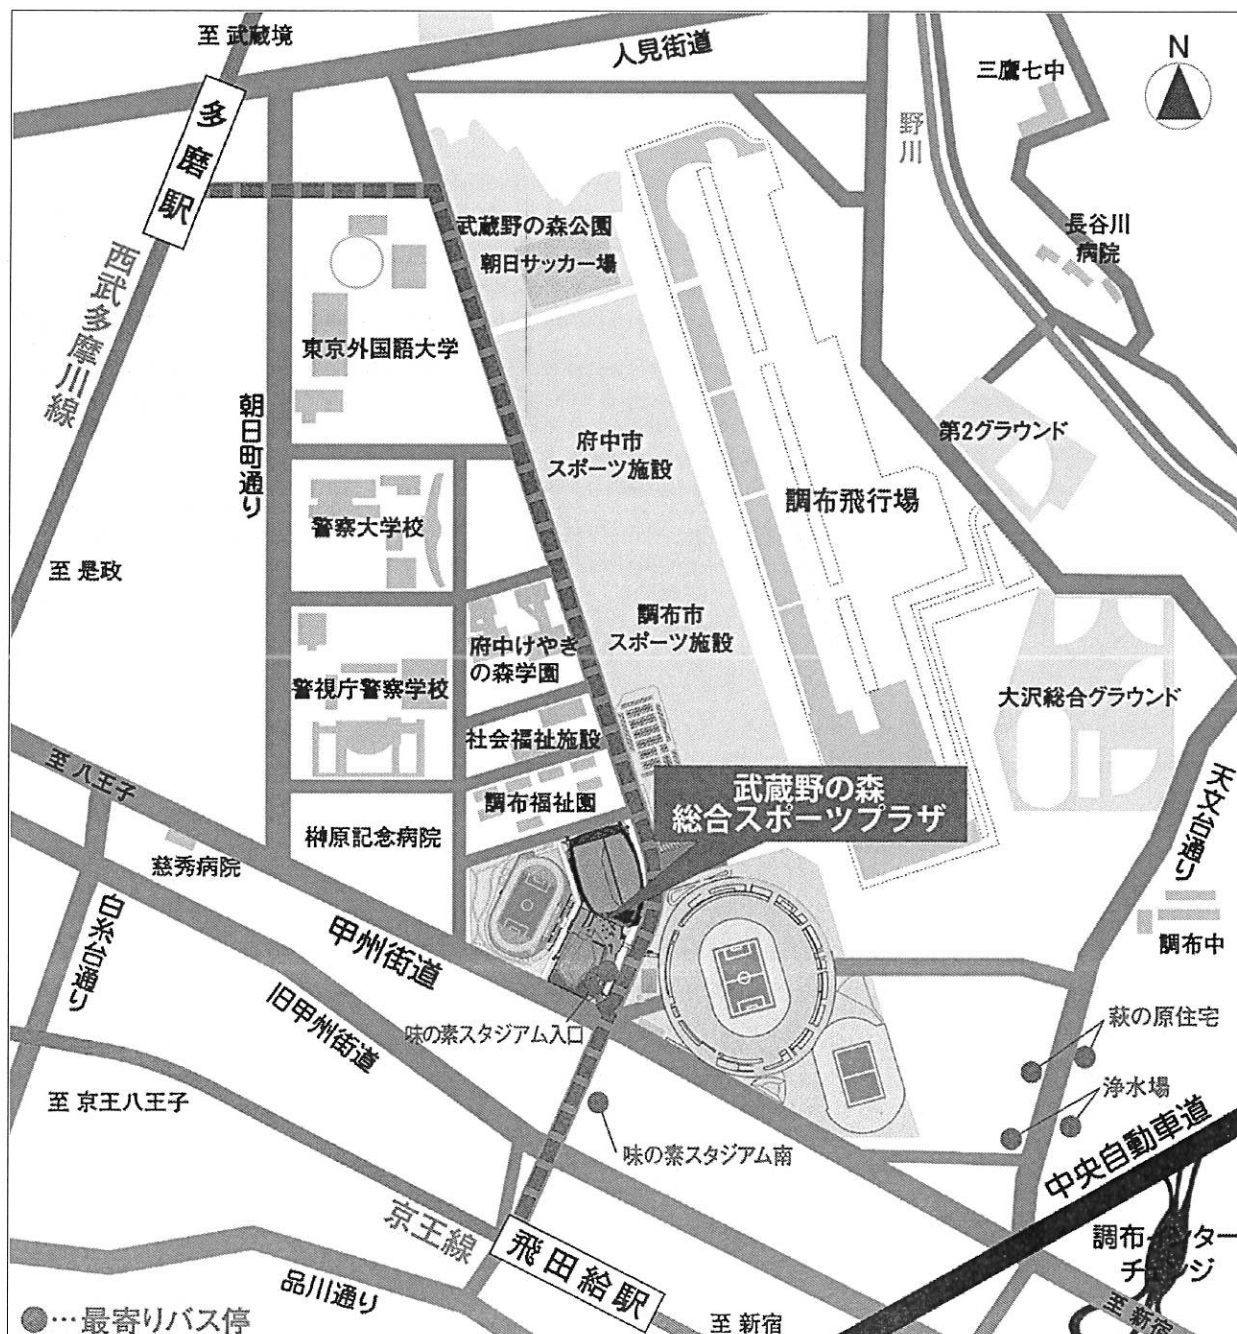 至 武蔵境
人見街道
N
三鷹七中
多磨駅
野川
武蔵野の森公園
朝日サッカー場
長谷川
病院
西武多摩川線
東京外国語大学
朝日町通り
府中市
スポーツ施設
第2グラウンド
調布飛行場
警察大学校
至 是政
調布市
スポーツ施設
府中けやき
の森学園
警視庁警察学校
大沢総合グラウンド
社会福祉施設
至 八王子
武蔵野の森
総合スポーツプラザ
調布福祉園
天文台通り
榊原記念病院
慈秀病院
白糸台通り
甲州街道
調布中
旧甲州街道
味の素スタジアム入口
萩の原住宅
至 京王八王子
浄水場
味の素スタジアム南
中央自動車道
京王線
飛田給駅
調布インター
チェンジ
品川通り
至 新宿
至 新宿
●…最寄りバス停